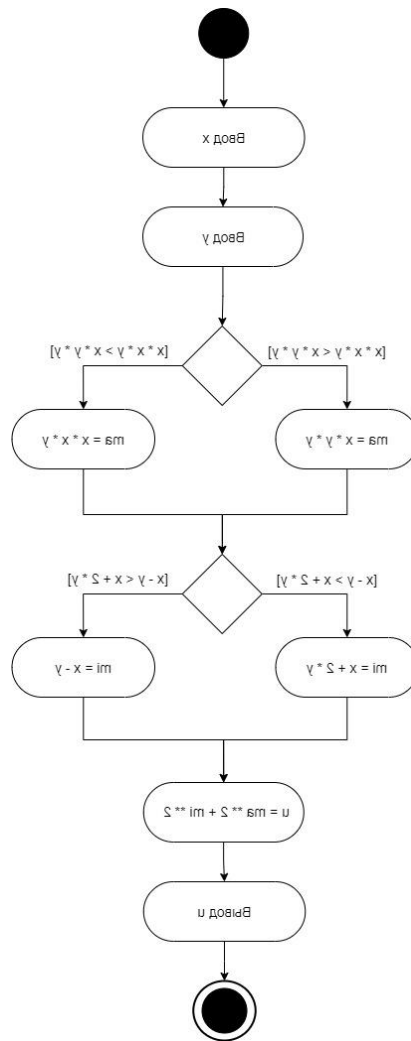 Ввод x
Ввод y
[x * x * y < x * y * y]
[x * x * y > x * y * y]
ma = x * y * y
ma = x * x * y
[x - y > x + 2 * y]
[x - y < x + 2 * y]
mi = x + 2 * y
mi = x - y
u = ma ** 2 + mi ** 2
Вывод u